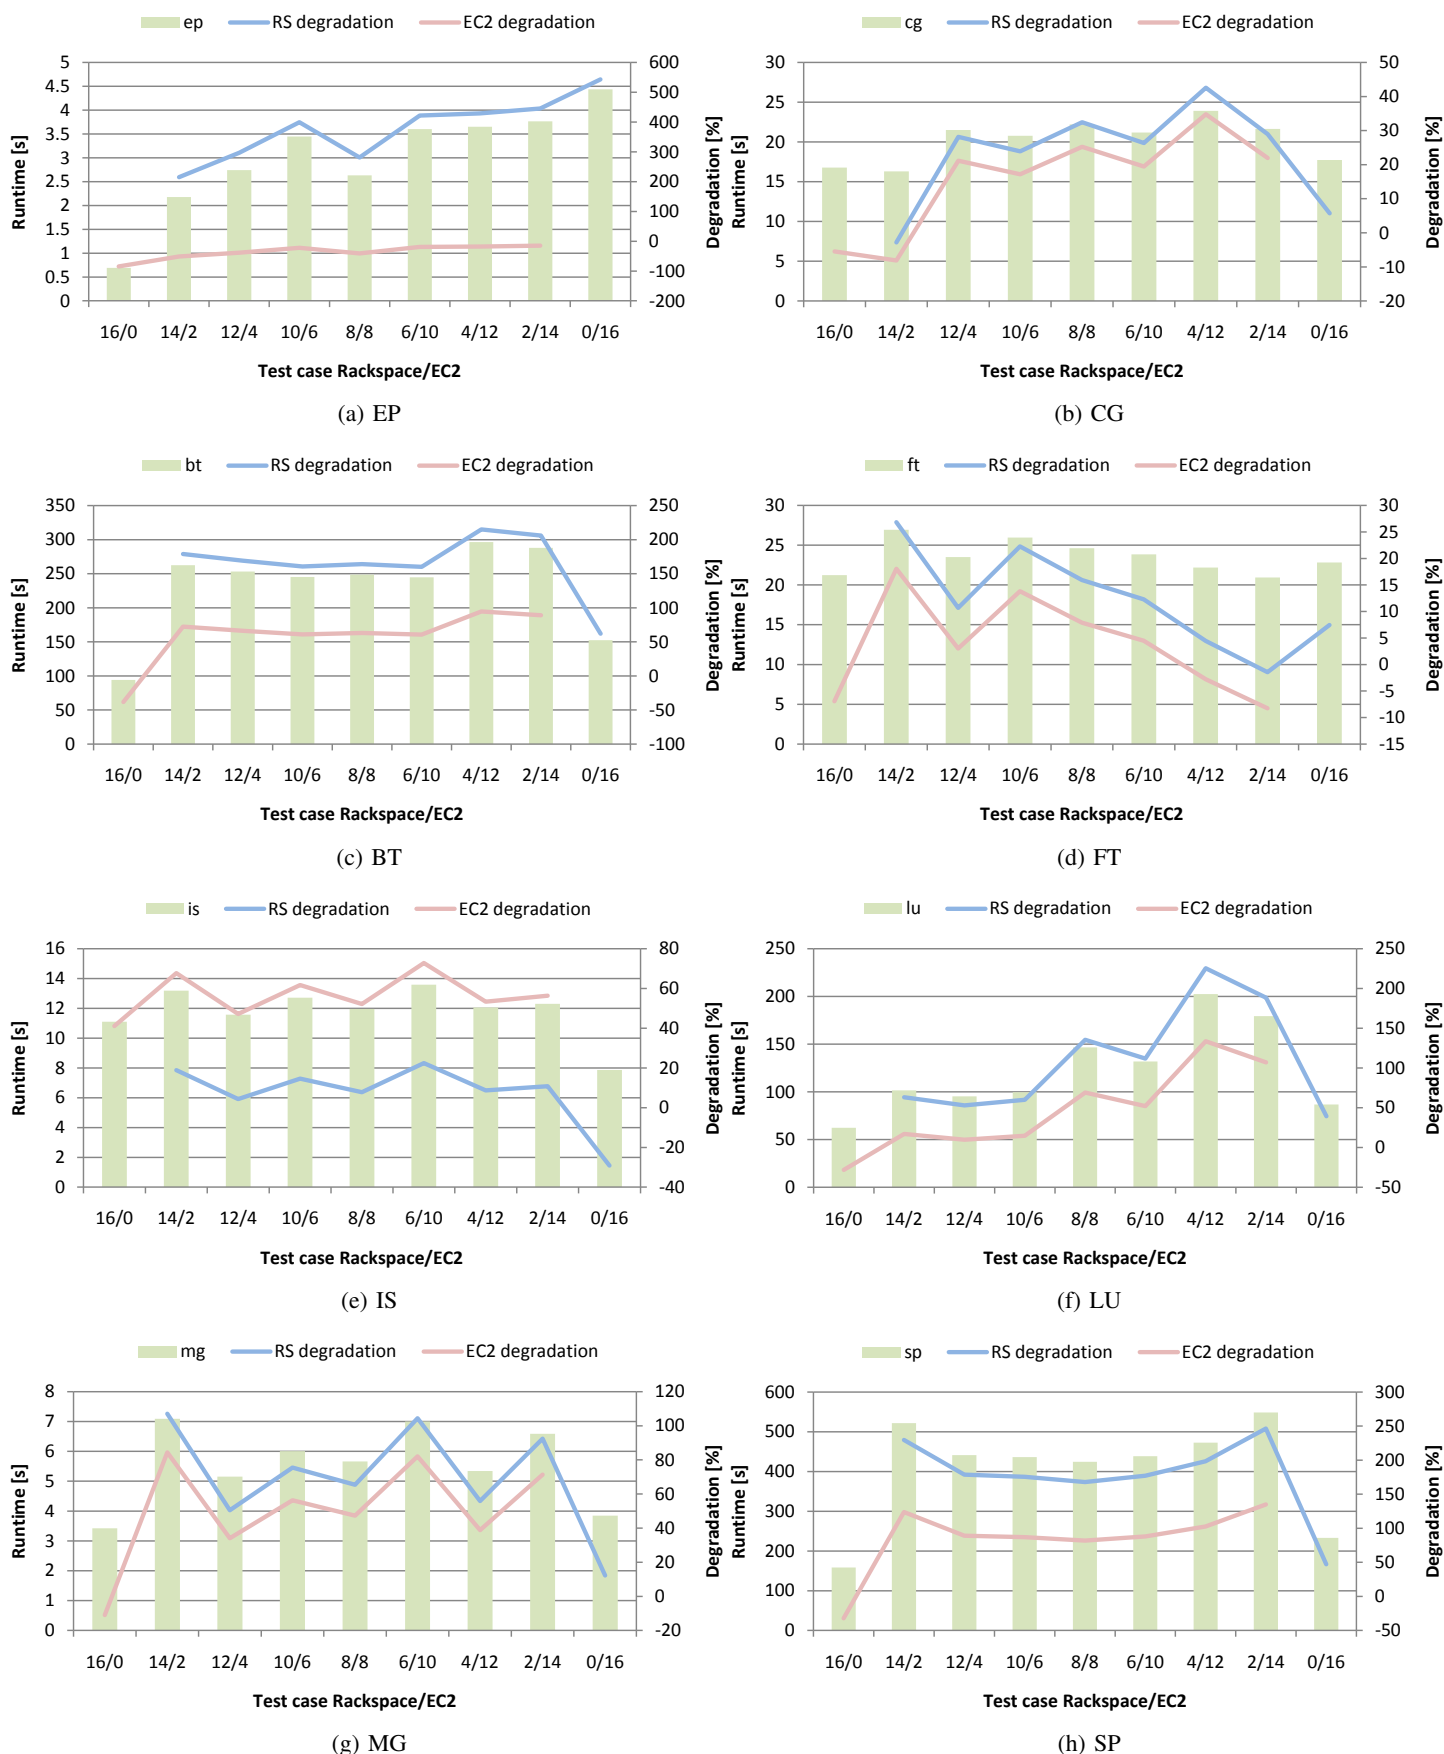 ep RS degradation EC2 degradation
5 4.5 4 3.5 3 2.5 2 1.5 1 0.5 0
Runtime [s]
600 500 400 300 200 100 0 -100 -200
Degradation [%]
16/0 14/2 12/4 10/6 8/8 6/10 4/12 2/14 0/16
Test case Rackspace/EC2
(a) EP
cg RS degradation EC2 degradation
30 25 20 15 10 5 0
Runtime [s]
50 40 30 20 10 0 -10 -20
Degradation [%]
16/0 14/2 12/4 10/6 8/8 6/10 4/12 2/14 0/16
Test case Rackspace/EC2
(b) CG
bt RS degradation EC2 degradation
350 300 250 200 150 100 50 0
Runtime [s]
250 200 150 100 50 0 -50 -100
Degradation [%]
16/0 14/2 12/4 10/6 8/8 6/10 4/12 2/14 0/16
Test case Rackspace/EC2
(c) BT
ft RS degradation EC2 degradation
30 25 20 15 10 5 0
Runtime [s]
30 25 20 15 10 5 0 -5 -10 -15
Degradation [%]
16/0 14/2 12/4 10/6 8/8 6/10 4/12 2/14 0/16
Test case Rackspace/EC2
(d) FT
is RS degradation EC2 degradation
16 14 12 10 8 6 4 2 0
Runtime [s]
80 60 40 20 0 -20 -40
Degradation [%]
16/0 14/2 12/4 10/6 8/8 6/10 4/12 2/14 0/16
Test case Rackspace/EC2
(e) IS
lu RS degradation EC2 degradation
250 200 150 100 50 0
Runtime [s]
250 200 150 100 50 0 -50
Degradation [%]
16/0 14/2 12/4 10/6 8/8 6/10 4/12 2/14 0/16
Test case Rackspace/EC2
(f) LU
mg RS degradation EC2 degradation
8 7 6 5 4 3 2 1 0
Runtime [s]
120 100 80 60 40 20 0 -20
Degradation [%]
16/0 14/2 12/4 10/6 8/8 6/10 4/12 2/14 0/16
Test case Rackspace/EC2
(g) MG
sp RS degradation EC2 degradation
600 500 400 300 200 100 0
Runtime [s]
300 250 200 150 100 50 0 -50
Degradation [%]
16/0 14/2 12/4 10/6 8/8 6/10 4/12 2/14 0/16
Test case Rackspace/EC2
(h) SP